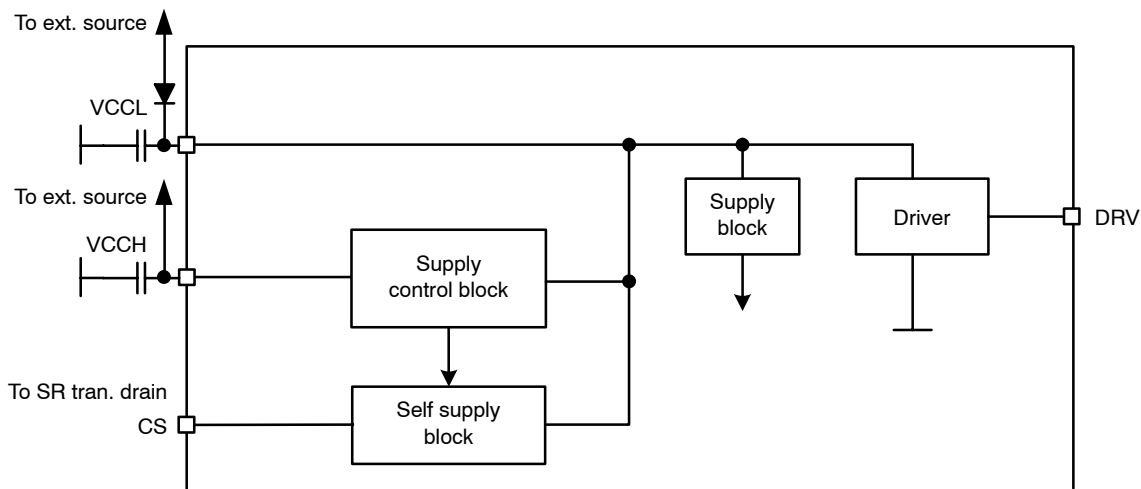 To ext. source
VCCL
To ext. source
VCCH
Supply
control block
Supply
block
Driver
DRV
To SR tran. drain
CS
Self supply
block